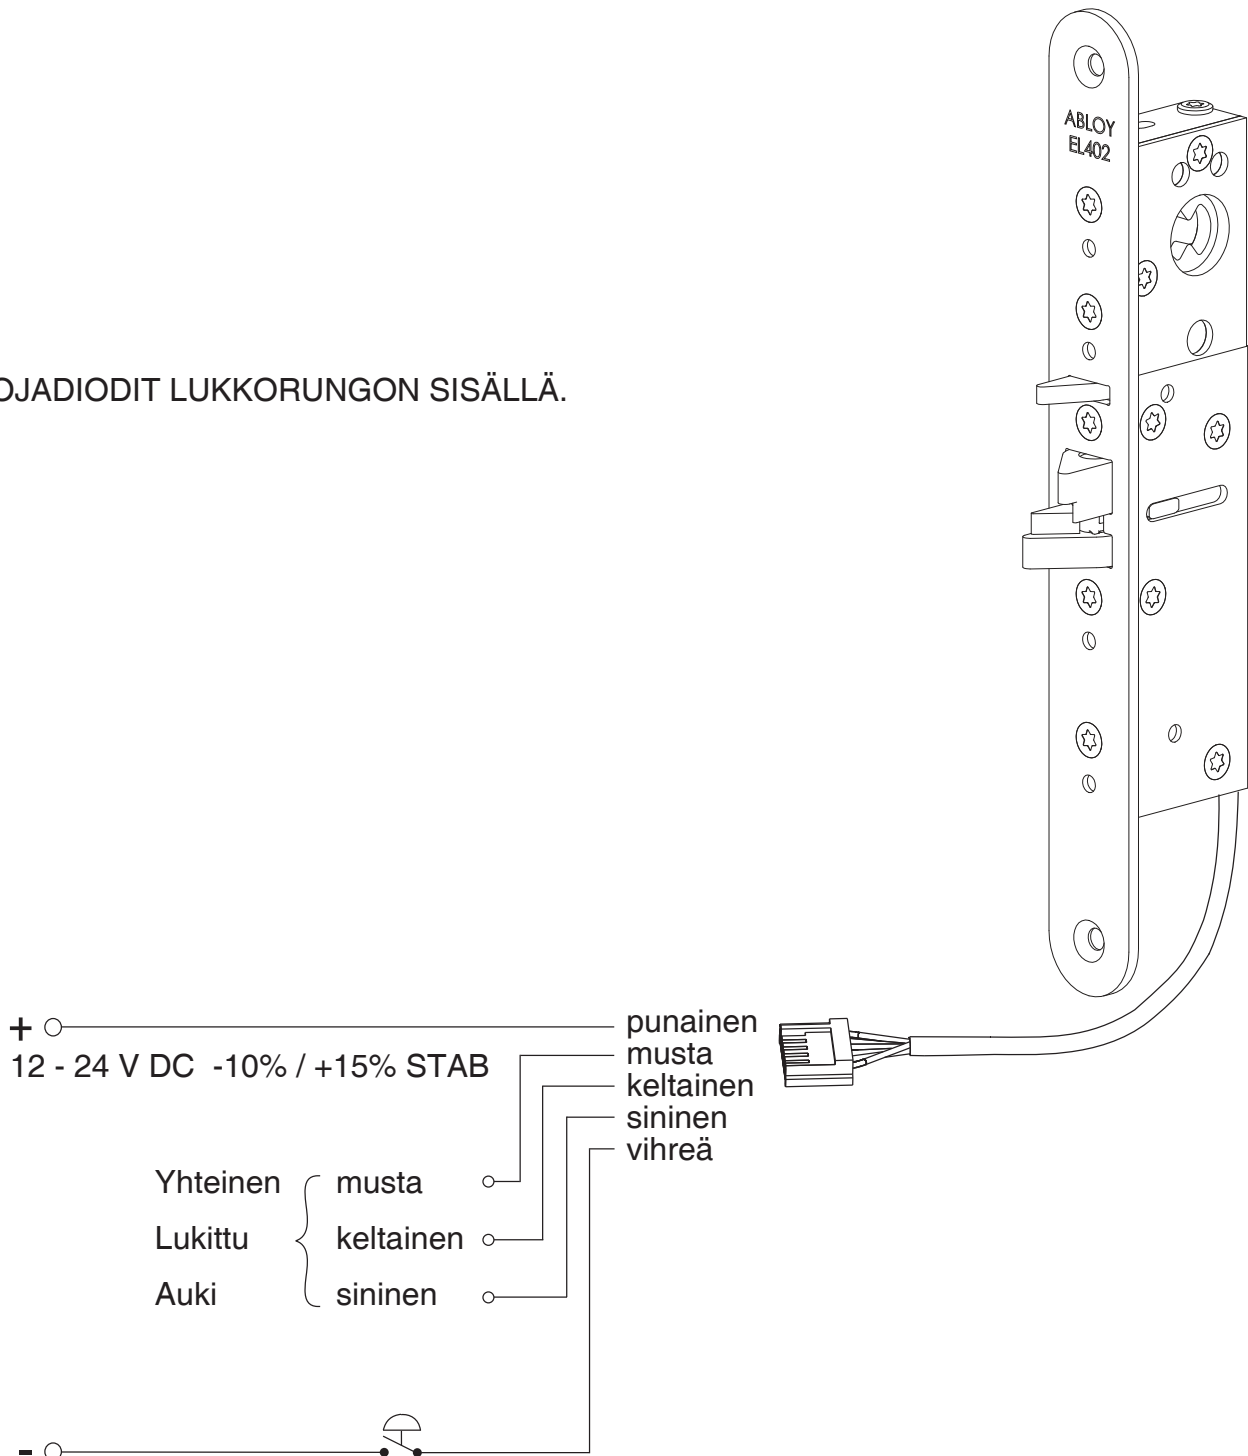 ABLOY
EL402
OJADIODIT LUKKORUNGON SISÄLLÄ.
+
punainen
12 - 24 V DC -10% / +15% STAB
musta
keltainen
sininen
vihreä
Yhteinen musta
Lukittu keltainen
Auki sininen
-